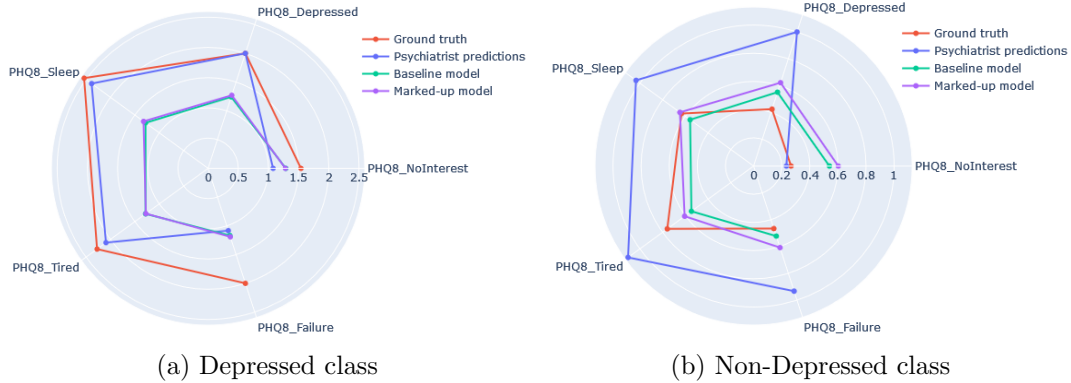 PHQ8_Depressed
Ground truth
Psychiatrist predictions
Baseline model
Marked-up model
PHQ8_Sleep
PHQ8_NoInterest
0 0.5 1 1.5 2 2.5
PHQ8_Tired
PHQ8_Failure
(a) Depressed class
PHQ8_Depressed
Ground truth
Psychiatrist predictions
Baseline model
Marked-up model
PHQ8_Sleep
PHQ8_NoInterest
0 0.2 0.4 0.6 0.8 1
PHQ8_Tired
PHQ8_Failure
(b) Non-Depressed class